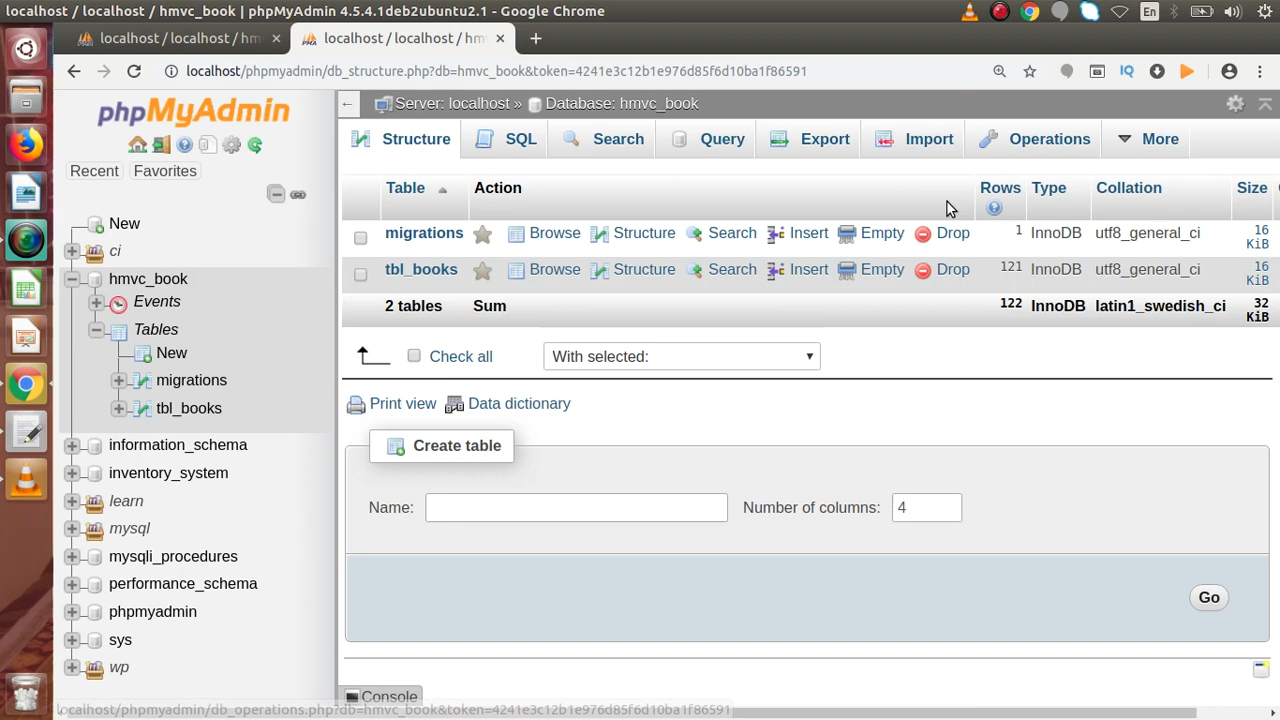 localhost / localhost / hmvc_book | phpMyAdmin 4.5.4.1deb2ubuntu2.1 - Google Chrome
En
localhost / localhost / hm
localhost / localhost / hmv
localhost/phpmyadmin/db_structure.php?db=hmvc_book&token=4241e3c12b1e976d85f6d10ba1f86591
IQ
phpMyAdmin
Recent Favorites
New
ci
hmvc_book
Events
Tables
New
migrations
tbl_books
information_schema
inventory_system
learn
mysql
mysqli_procedures
performance_schema
phpmyadmin
sys
wp
Server: localhost » Database: hmvc_book
Structure SQL Search Query Export Import Operations More
Table Action Rows Type Collation Size
migrations Browse Structure Search Insert Empty Drop 1 InnoDB utf8_general_ci 16 KiB
tbl_books Browse Structure Search Insert Empty Drop 121 InnoDB utf8_general_ci 16 KiB
2 tables Sum 122 InnoDB latin1_swedish_ci 32 KiB
Check all With selected:
Print view Data dictionary
Create table
Name: Number of columns: 4
Go
Console
localhost/phpmyadmin/db_operations.php?db=hmvc_book&token=4241e3c12b1e976d85f6d10ba1f86591